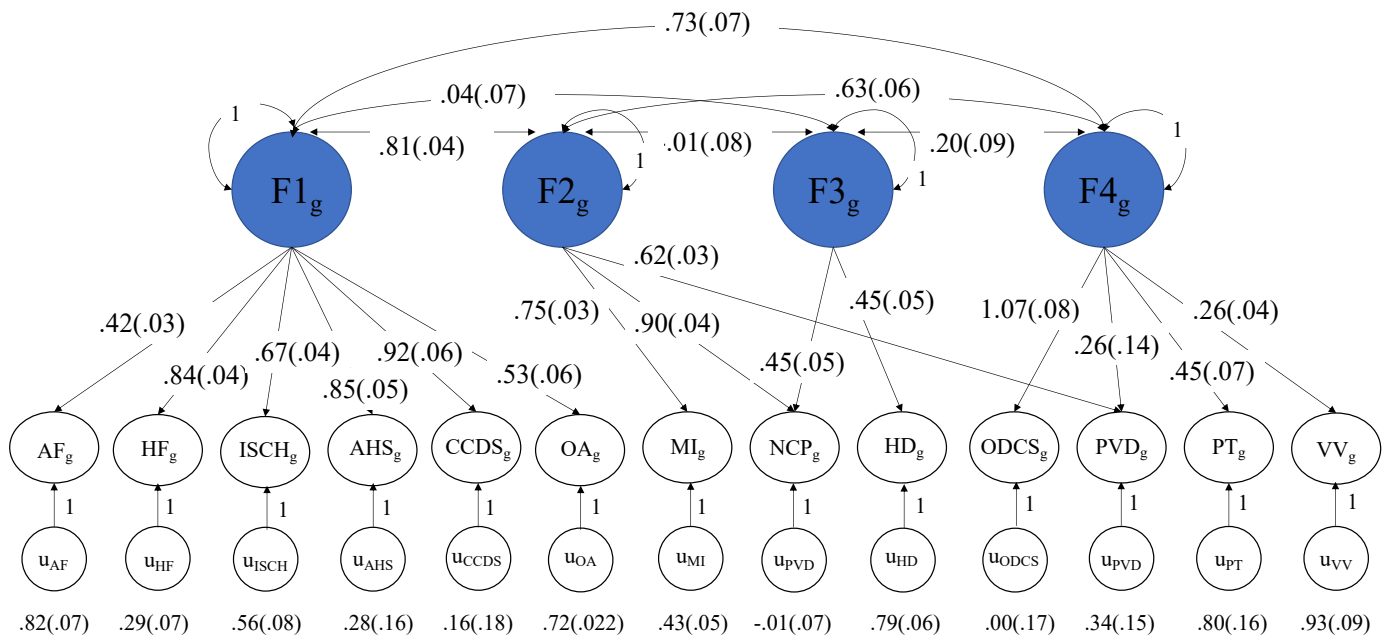 .73(.07)
.04(.07) .63(.06)
1 .81(.04) 1 .01(.08) 1 .20(.09) 1
F1g F2g F3g F4g
.62(.03)
.42(.03) .84(.04) .67(.04) .85(.05) .92(.06) .53(.06) .75(.03) .90(.04) .45(.05) .45(.05) 1.07(.08) .26(.14) .45(.07) .26(.04)
AFg HFg ISCHg AHSg CCDSg OAg MIg NCPg HDg ODCSg PVDg PTg VVg
1 1 1 1 1 1 1 1 1 1 1 1 1
uAF uHF uISCH uAHS uCCDS uOA uMI uPVD uHD uODCS uPVD uPT uVV
.82(.07) .29(.07) .56(.08) .28(.16) .16(.18) .72(.022) .43(.05) -.01(.07) .79(.06) .00(.17) .34(.15) .80(.16) .93(.09)